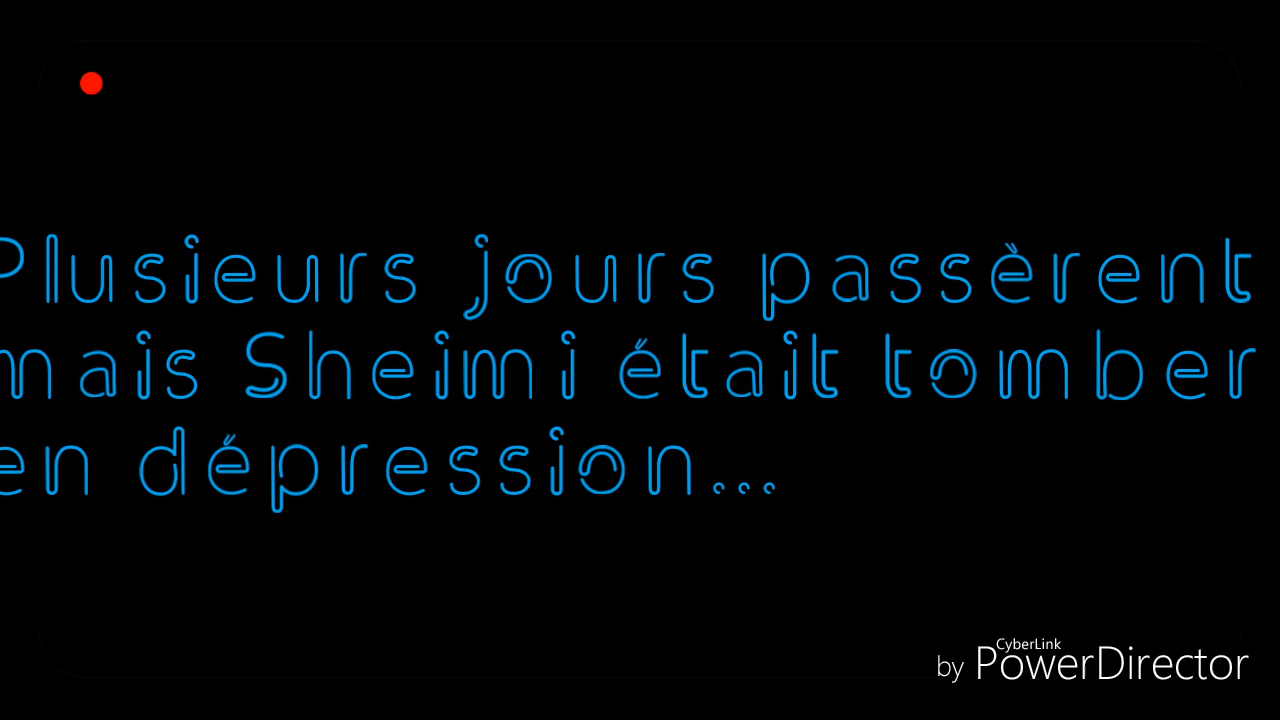 Plusieurs jours passèrent
mais Sheimi était tomber
en dépression...
CyberLink
by PowerDirector